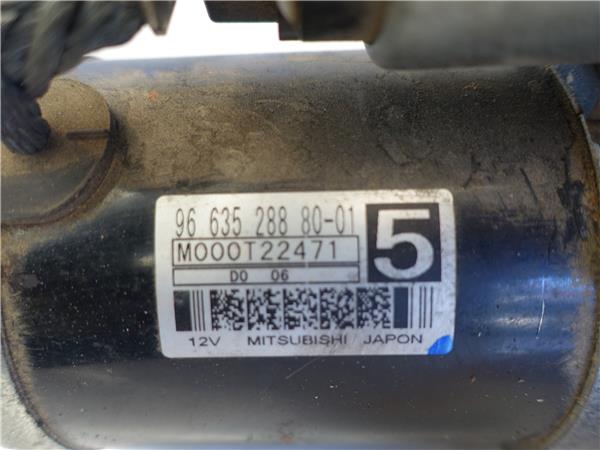 96 635 288 80-01
5
M000T22471
D0 06
12V MITSUBISHI JAPON